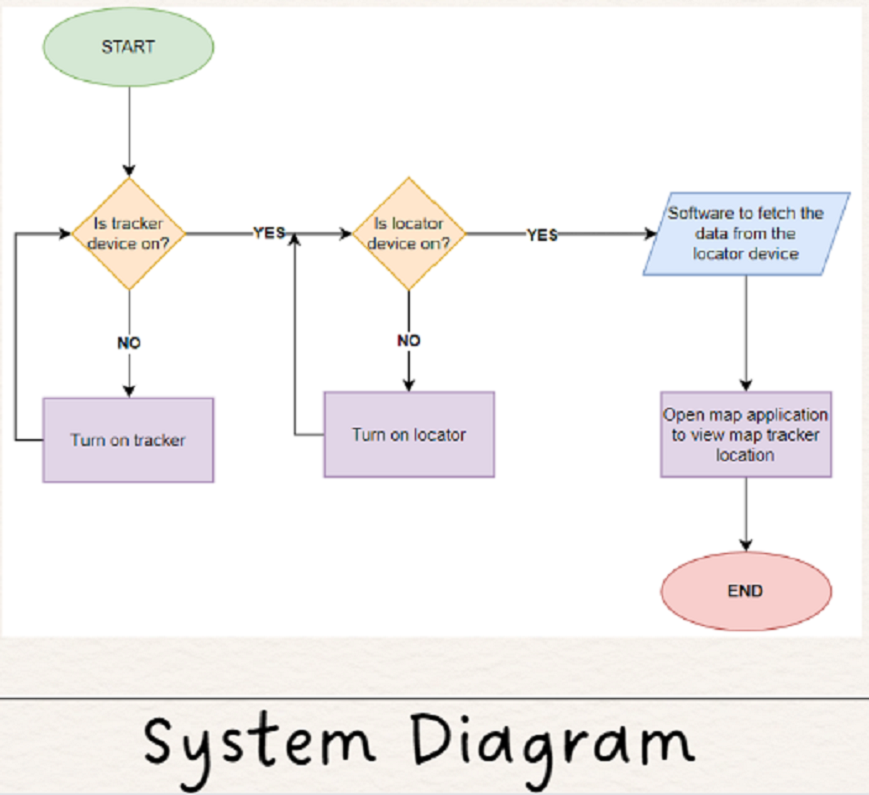 START
Is tracker
device on?
YES
Is locator
device on?
YES
Software to fetch the
data from the
locator device
NO
NO
Turn on tracker
Turn on locator
Open map application
to view map tracker
location
END
System Diagram